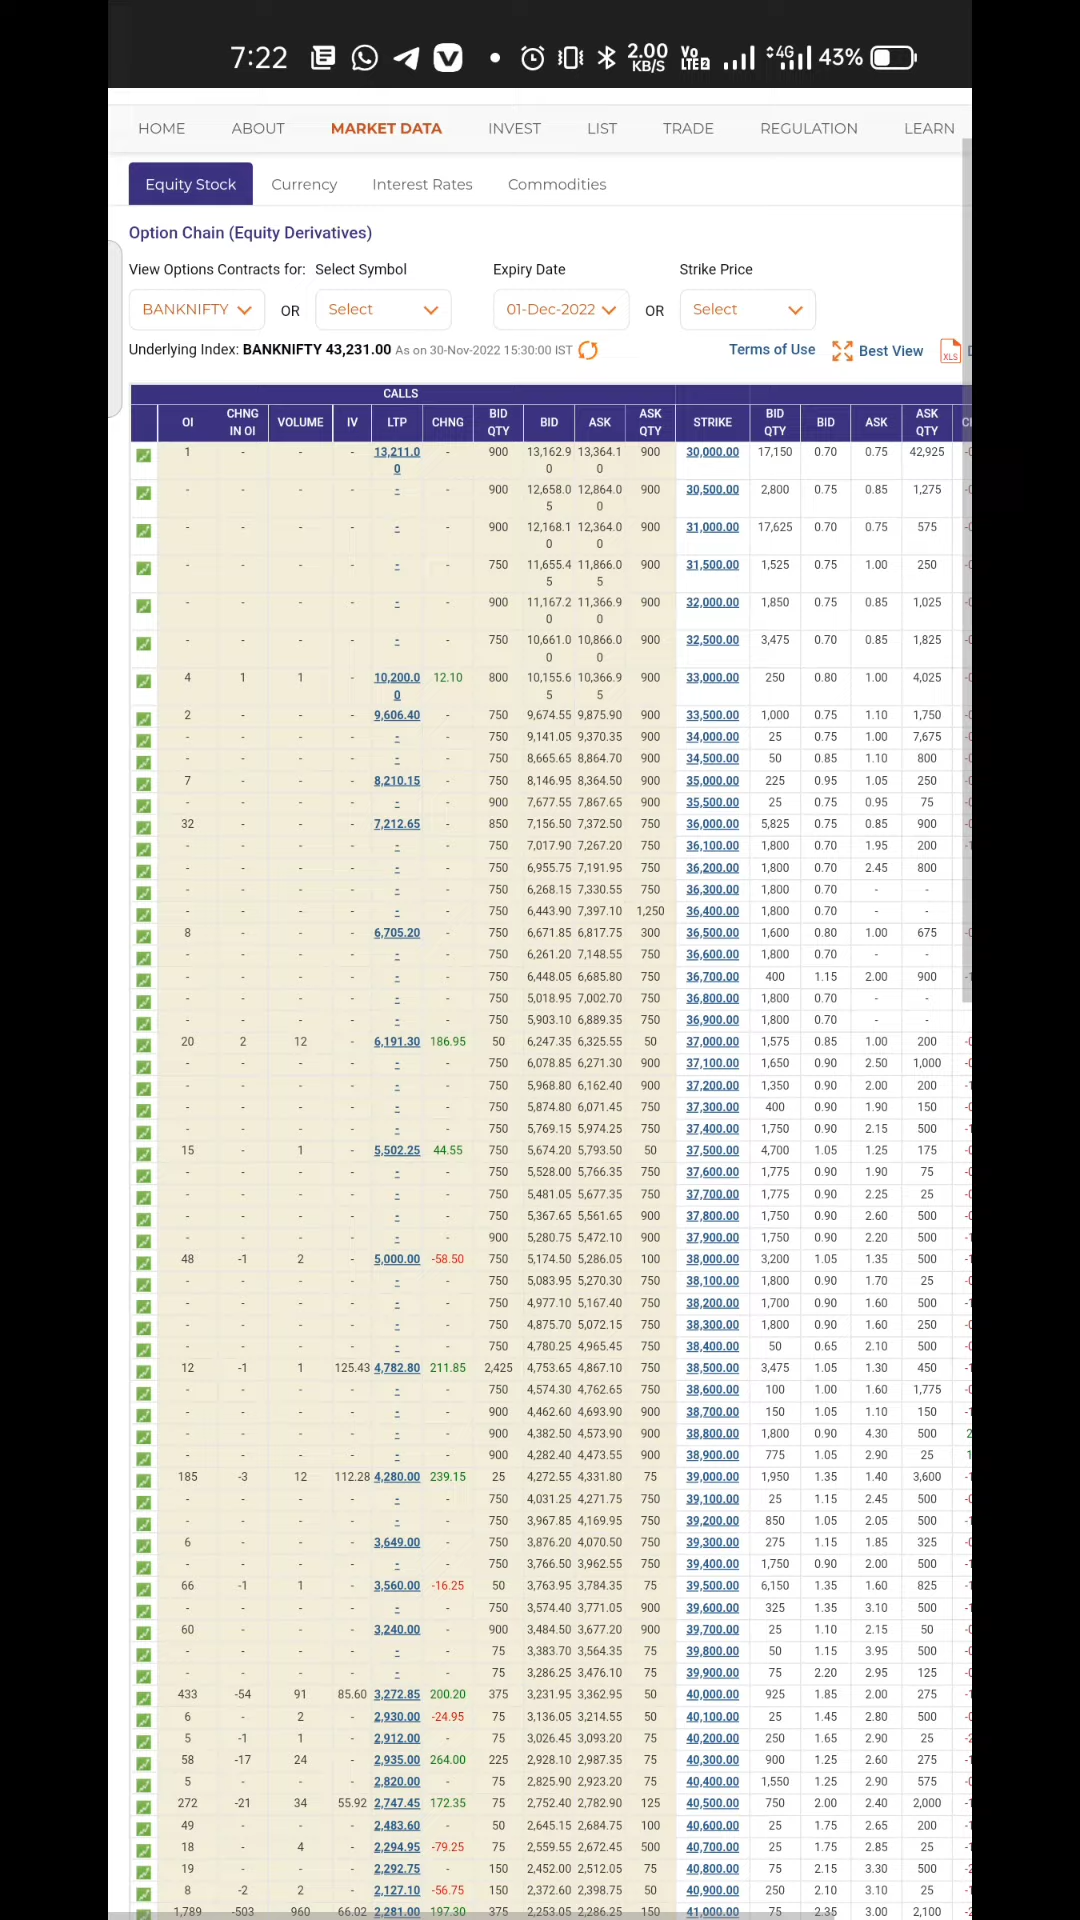 7:22 2.00 KB/S Vo LTE2 4G 43%
HOME ABOUT MARKET DATA INVEST LIST TRADE REGULATION LEARN
Equity Stock Currency Interest Rates Commodities
Option Chain (Equity Derivatives)
View Options Contracts for: Select Symbol Expiry Date Strike Price
BANKNIFTY OR Select 01-Dec-2022 OR Select
Underlying Index: BANKNIFTY 43,231.00 As on 30-Nov-2022 15:30:00 IST Terms of Use Best View XLS
CALLS
OI CHNG IN OI VOLUME IV LTP CHNG BID QTY BID ASK ASK QTY STRIKE BID QTY BID ASK ASK QTY
1 - - - 13,211.00 - 900 13,162.90 13,364.10 900 30,000.00 17,150 0.70 0.75 42,925
- - - - - - 900 12,658.05 12,864.00 900 30,500.00 2,800 0.75 0.85 1,275
- - - - - - 900 12,168.10 12,364.00 900 31,000.00 17,625 0.70 0.75 575
- - - - - - 750 11,655.45 11,866.05 900 31,500.00 1,525 0.75 1.00 250
- - - - - - 900 11,167.20 11,366.90 900 32,000.00 1,850 0.75 0.85 1,025
- - - - - - 750 10,661.00 10,866.00 900 32,500.00 3,475 0.70 0.85 1,825
4 1 1 - 10,200.00 12.10 800 10,155.65 10,366.95 900 33,000.00 250 0.80 1.00 4,025
2 - - - 9,606.40 - 750 9,674.55 9,875.90 900 33,500.00 1,000 0.75 1.10 1,750
- - - - - - 750 9,141.05 9,370.35 900 34,000.00 25 0.75 1.00 7,675
- - - - - - 750 8,665.65 8,864.70 900 34,500.00 50 0.85 1.10 800
7 - - - 8,210.15 - 750 8,146.95 8,364.50 900 35,000.00 225 0.95 1.05 250
- - - - - - 900 7,677.55 7,867.65 900 35,500.00 25 0.75 0.95 75
32 - - - 7,212.65 - 850 7,156.50 7,372.50 750 36,000.00 5,825 0.75 0.85 900
- - - - - - 750 7,017.90 7,267.20 750 36,100.00 1,800 0.70 1.95 200
- - - - - - 750 6,955.75 7,191.95 750 36,200.00 1,800 0.70 2.45 800
- - - - - - 750 6,268.15 7,330.55 750 36,300.00 1,800 0.70 - -
- - - - - - 750 6,443.90 7,397.10 1,250 36,400.00 1,800 0.70 - -
8 - - - 6,705.20 - 750 6,671.85 6,817.75 300 36,500.00 1,600 0.80 1.00 675
- - - - - - 750 6,261.20 7,148.55 750 36,600.00 1,800 0.70 - -
- - - - - - 750 6,448.05 6,685.80 750 36,700.00 400 1.15 2.00 900
- - - - - - 750 5,018.95 7,002.70 750 36,800.00 1,800 0.70 - -
- - - - - - 750 5,903.10 6,889.35 750 36,900.00 1,800 0.70 - -
20 2 12 - 6,191.30 186.95 50 6,247.35 6,325.55 50 37,000.00 1,575 0.85 1.00 200
- - - - - - 750 6,078.85 6,271.30 900 37,100.00 1,650 0.90 2.50 1,000
- - - - - - 750 5,968.80 6,162.40 900 37,200.00 1,350 0.90 2.00 200
- - - - - - 750 5,874.80 6,071.45 750 37,300.00 400 0.90 1.90 150
- - - - - - 750 5,769.15 5,974.25 750 37,400.00 1,750 0.90 2.15 500
15 - 1 - 5,502.25 44.55 750 5,674.20 5,793.50 50 37,500.00 4,700 1.05 1.25 175
- - - - - - 750 5,528.00 5,766.35 750 37,600.00 1,775 0.90 1.90 75
- - - - - - 750 5,481.05 5,677.35 750 37,700.00 1,775 0.90 2.25 25
- - - - - - 750 5,367.65 5,561.65 900 37,800.00 1,750 0.90 2.60 500
- - - - - - 900 5,280.75 5,472.10 900 37,900.00 1,750 0.90 2.20 500
48 -1 2 - 5,000.00 -58.50 750 5,174.50 5,286.05 100 38,000.00 3,200 1.05 1.35 500
- - - - - - 750 5,083.95 5,270.30 750 38,100.00 1,800 0.90 1.70 25
- - - - - - 750 4,977.10 5,167.40 750 38,200.00 1,700 0.90 1.60 500
- - - - - - 750 4,875.70 5,072.15 750 38,300.00 1,800 0.90 1.60 250
- - - - - - 750 4,780.25 4,965.45 750 38,400.00 50 0.65 2.10 500
12 -1 1 125.43 4,782.80 211.85 2,425 4,753.65 4,867.10 750 38,500.00 3,475 1.05 1.30 450
- - - - - - 750 4,574.30 4,762.65 750 38,600.00 100 1.00 1.60 1,775
- - - - - - 900 4,462.60 4,693.90 900 38,700.00 150 1.05 1.10 150
- - - - - - 900 4,382.50 4,573.90 900 38,800.00 1,800 0.90 4.30 500
- - - - - - 900 4,282.40 4,473.55 900 38,900.00 775 1.05 2.90 25
185 -3 12 112.28 4,280.00 239.15 25 4,272.55 4,331.80 75 39,000.00 1,950 1.35 1.40 3,600
- - - - - - 750 4,031.25 4,271.75 750 39,100.00 25 1.15 2.45 500
- - - - - - 750 3,967.85 4,169.95 750 39,200.00 850 1.05 2.05 500
6 - - - 3,649.00 - 750 3,876.20 4,070.50 750 39,300.00 275 1.15 1.85 325
- - - - - - 750 3,766.50 3,962.55 750 39,400.00 1,750 0.90 2.00 500
66 -1 1 - 3,560.00 -16.25 50 3,763.95 3,784.35 75 39,500.00 6,150 1.35 1.60 825
- - - - - - 750 3,574.40 3,771.05 900 39,600.00 325 1.35 3.10 500
60 - - - 3,240.00 - 900 3,484.50 3,677.20 900 39,700.00 25 1.10 2.15 50
- - - - - - 75 3,383.70 3,564.35 75 39,800.00 50 1.15 3.95 500
- - - - - - 75 3,286.25 3,476.10 75 39,900.00 75 2.20 2.95 125
433 -54 91 85.60 3,272.85 200.20 375 3,231.95 3,362.95 50 40,000.00 925 1.85 2.00 275
6 - 2 - 2,930.00 -24.95 75 3,136.05 3,214.55 50 40,100.00 25 1.45 2.80 500
5 -1 1 - 2,912.00 - 75 3,026.45 3,093.20 75 40,200.00 250 1.65 2.90 25
58 -17 24 - 2,935.00 264.00 225 2,928.10 2,987.35 75 40,300.00 900 1.25 2.60 275
5 - - - 2,820.00 - 75 2,825.90 2,923.20 75 40,400.00 1,550 1.25 2.90 575
272 -21 34 55.92 2,747.45 172.35 75 2,752.40 2,782.90 125 40,500.00 750 2.00 2.40 2,000
49 - - - 2,483.60 - 50 2,645.15 2,684.75 100 40,600.00 25 1.75 2.65 200
18 - 4 - 2,294.95 -79.25 75 2,559.55 2,672.45 500 40,700.00 25 1.75 2.85 25
19 - - - 2,292.75 - 150 2,452.00 2,512.05 75 40,800.00 75 2.15 3.30 500
8 -2 2 - 2,127.10 -56.75 150 2,372.60 2,398.75 50 40,900.00 250 2.10 3.10 25
1,789 -503 960 66.02 2,281.00 197.30 375 2,253.05 2,286.25 150 41,000.00 75 2.35 3.00 2,100